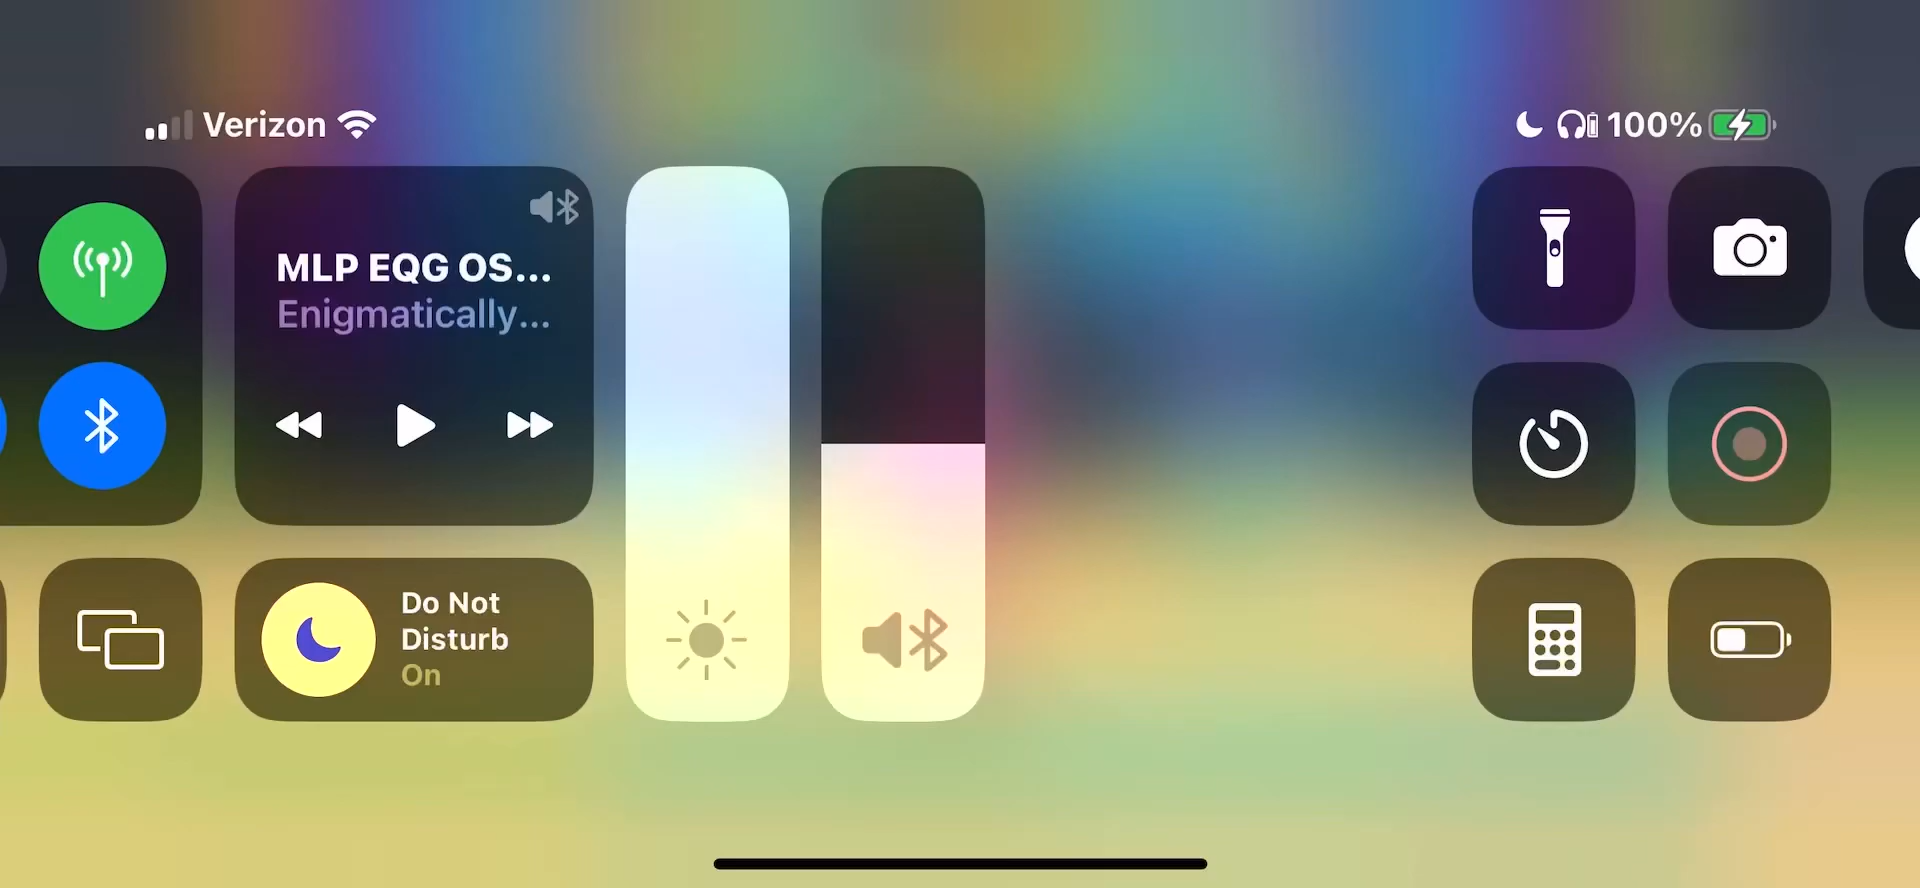 Verizon
100%
MLP EQG OS...
Enigmatically...
Do Not
Disturb
On